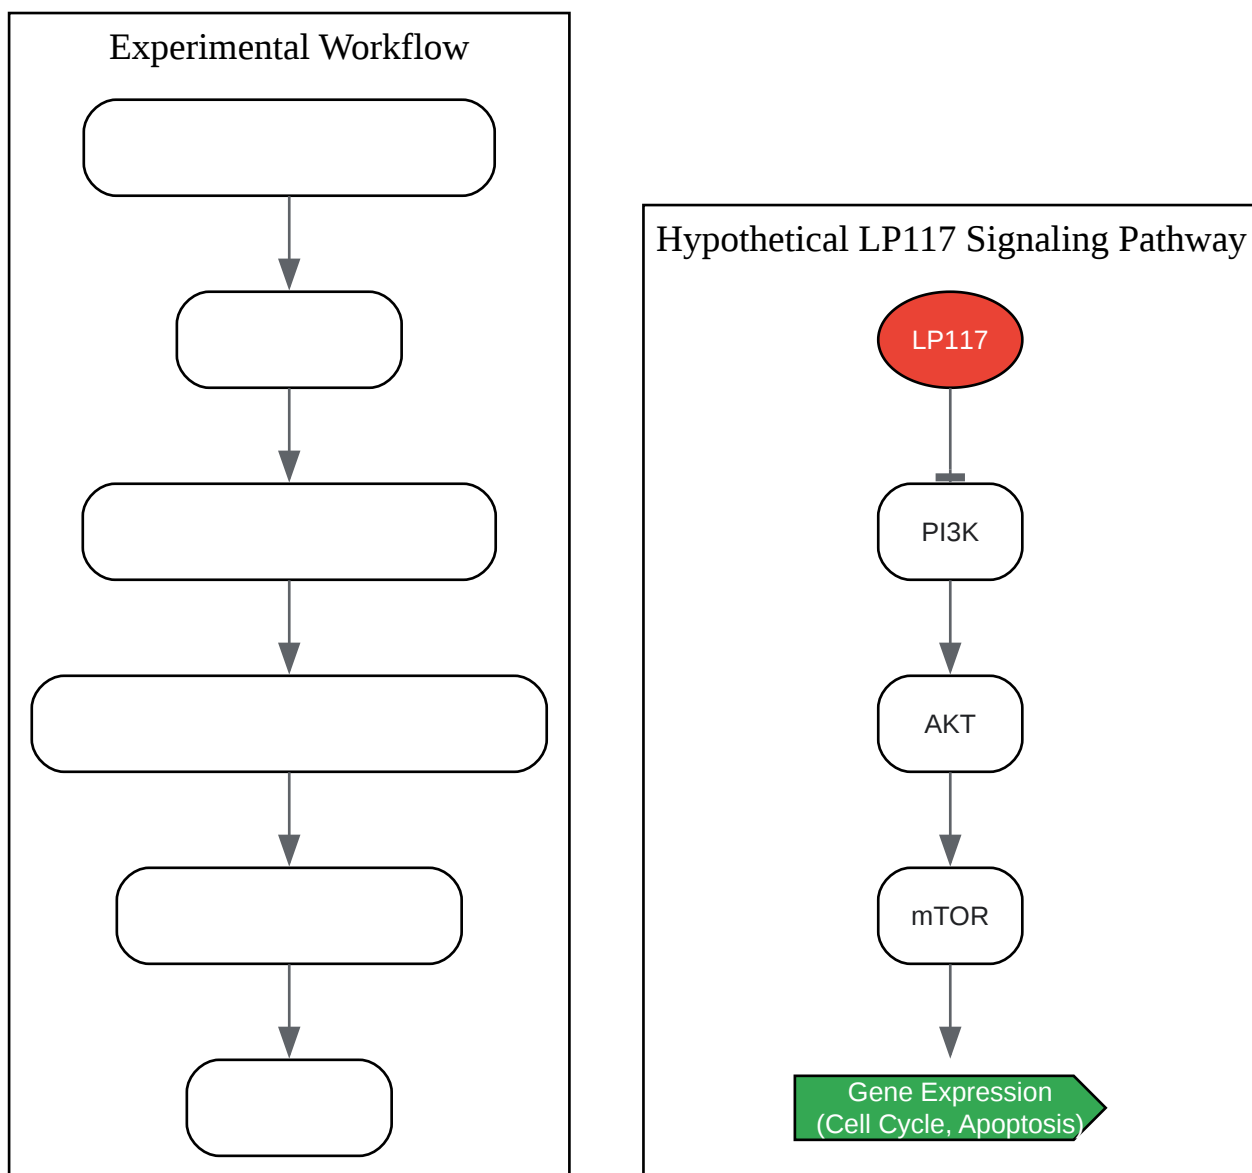 Experimental Workflow
Hypothetical LP117 Signaling Pathway
LP117
PI3K
AKT
mTOR
Gene Expression
(Cell Cycle, Apoptosis)